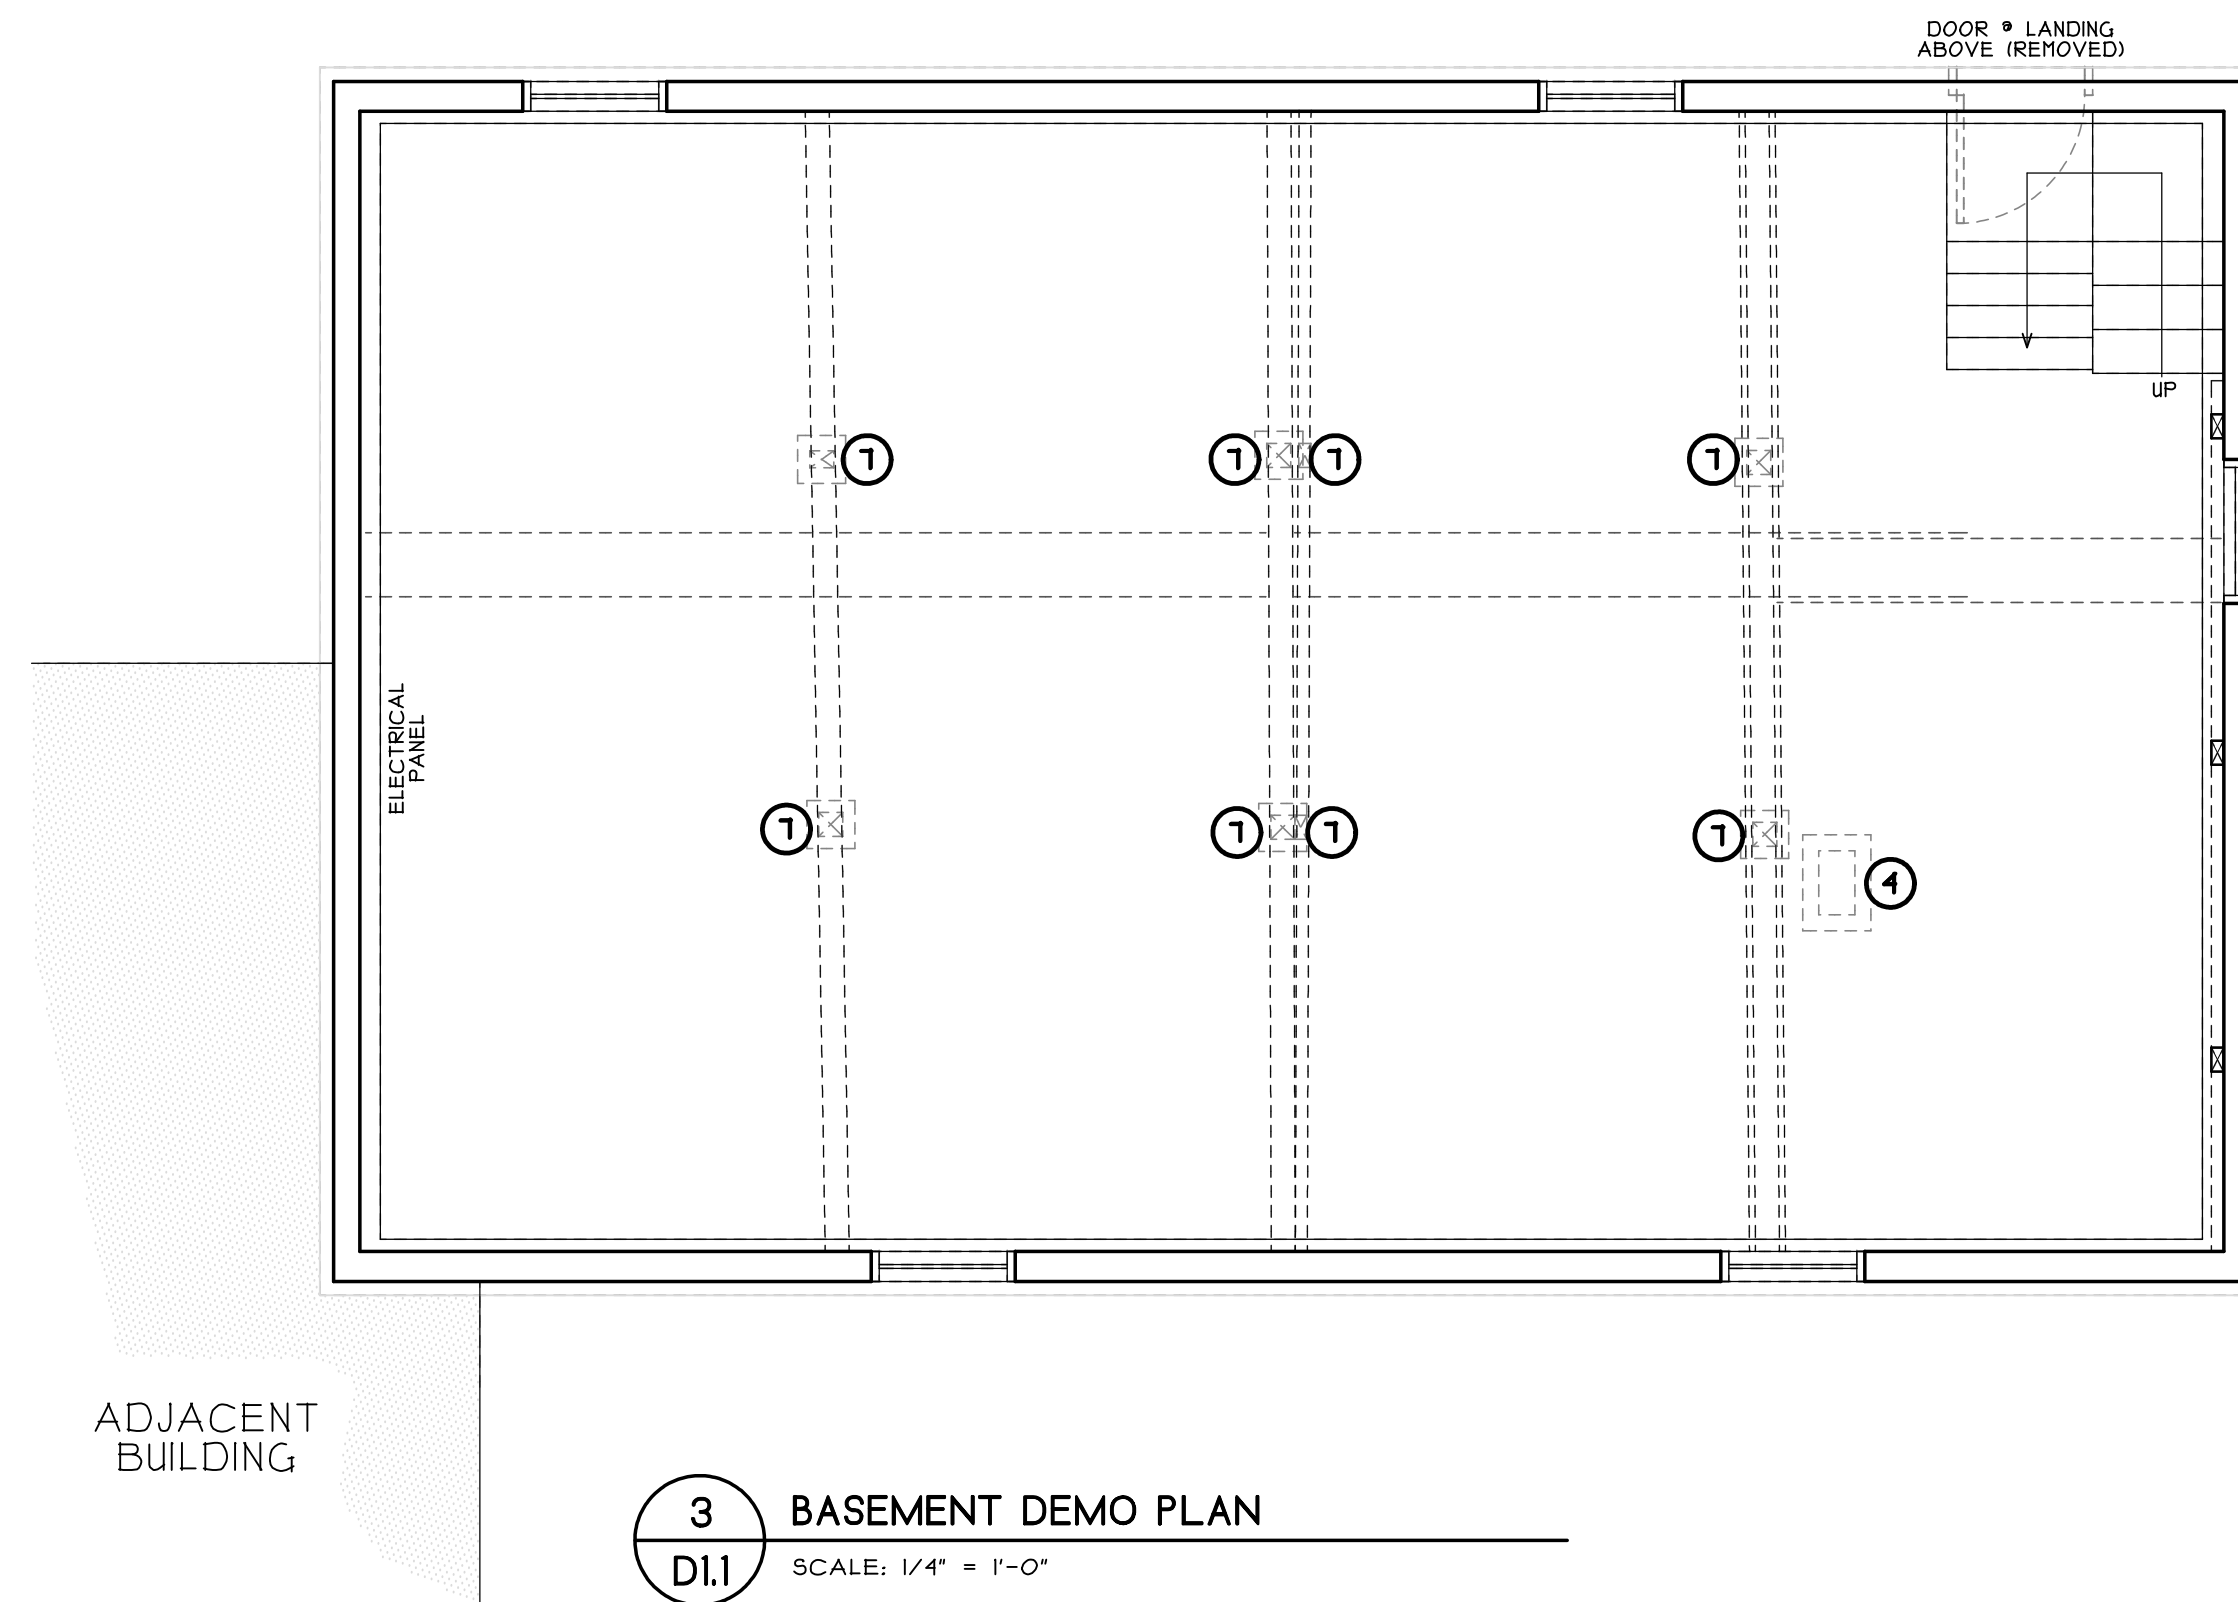 DOOR @ LANDING
ABOVE (REMOVED)
UP
7
7
7
7
ELECTRICAL
PANEL
7
7
7
7
4
ADJACENT
BUILDING
3
BASEMENT DEMO PLAN
D1.1
SCALE: 1/4" = 1'-0"